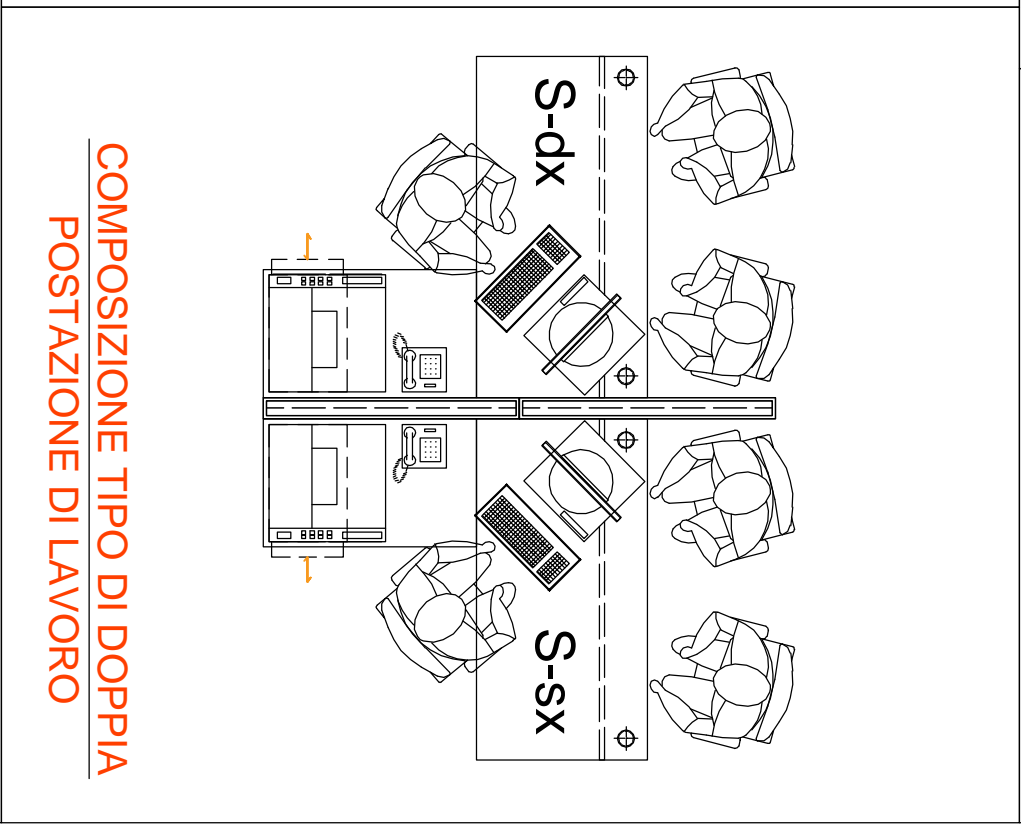 S-dx
S-sx
COMPOSIZIONE TIPO DI DOPPIA
POSTAZIONE DI LAVORO